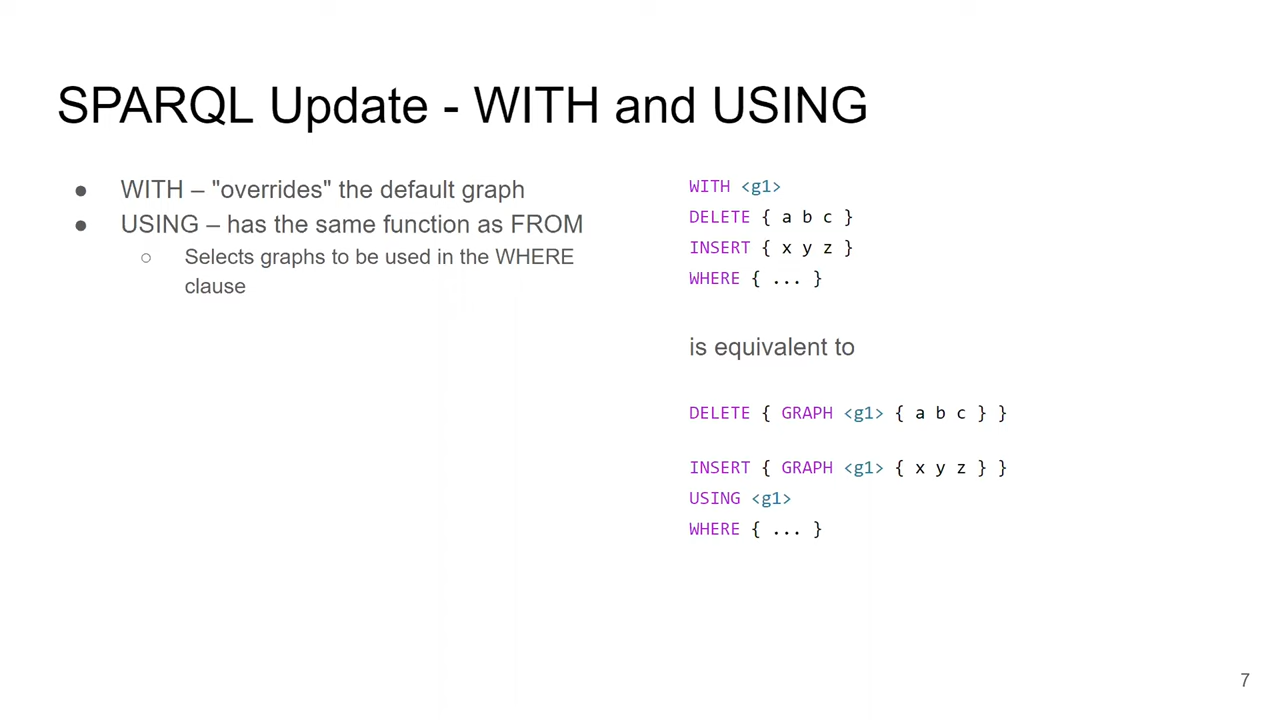 SPARQL Update - WITH and USING
● WITH – "overrides" the default graph
● USING – has the same function as FROM
○ Selects graphs to be used in the WHERE
clause
WITH <g1>
DELETE { a b c }
INSERT { x y z }
WHERE { ... }
is equivalent to
DELETE { GRAPH <g1> { a b c } }
INSERT { GRAPH <g1> { x y z } }
USING <g1>
WHERE { ... }
7